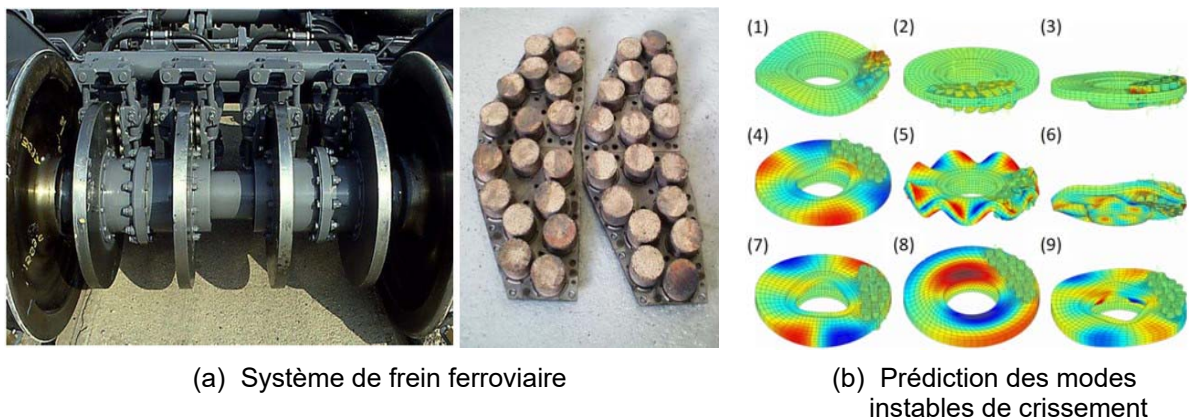 (1) (2) (3)
(4) (5) (6)
(7) (8) (9)
(a) Système de frein ferroviaire
(b) Prédiction des modes
instables de crissement